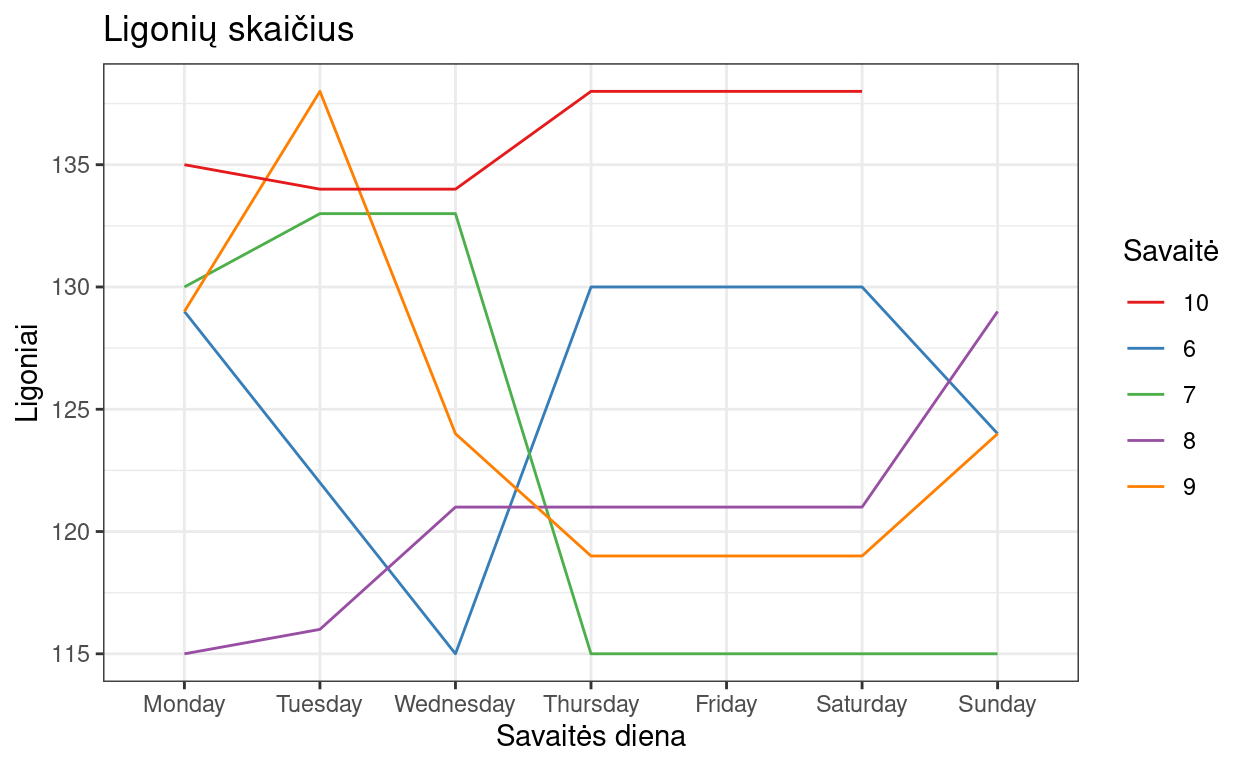 Ligonių skaičius
Ligoniai
135
130
125
120
115
Monday Tuesday Wednesday Thursday Friday Saturday Sunday
Savaitės diena
Savaitė
10
6
7
8
9